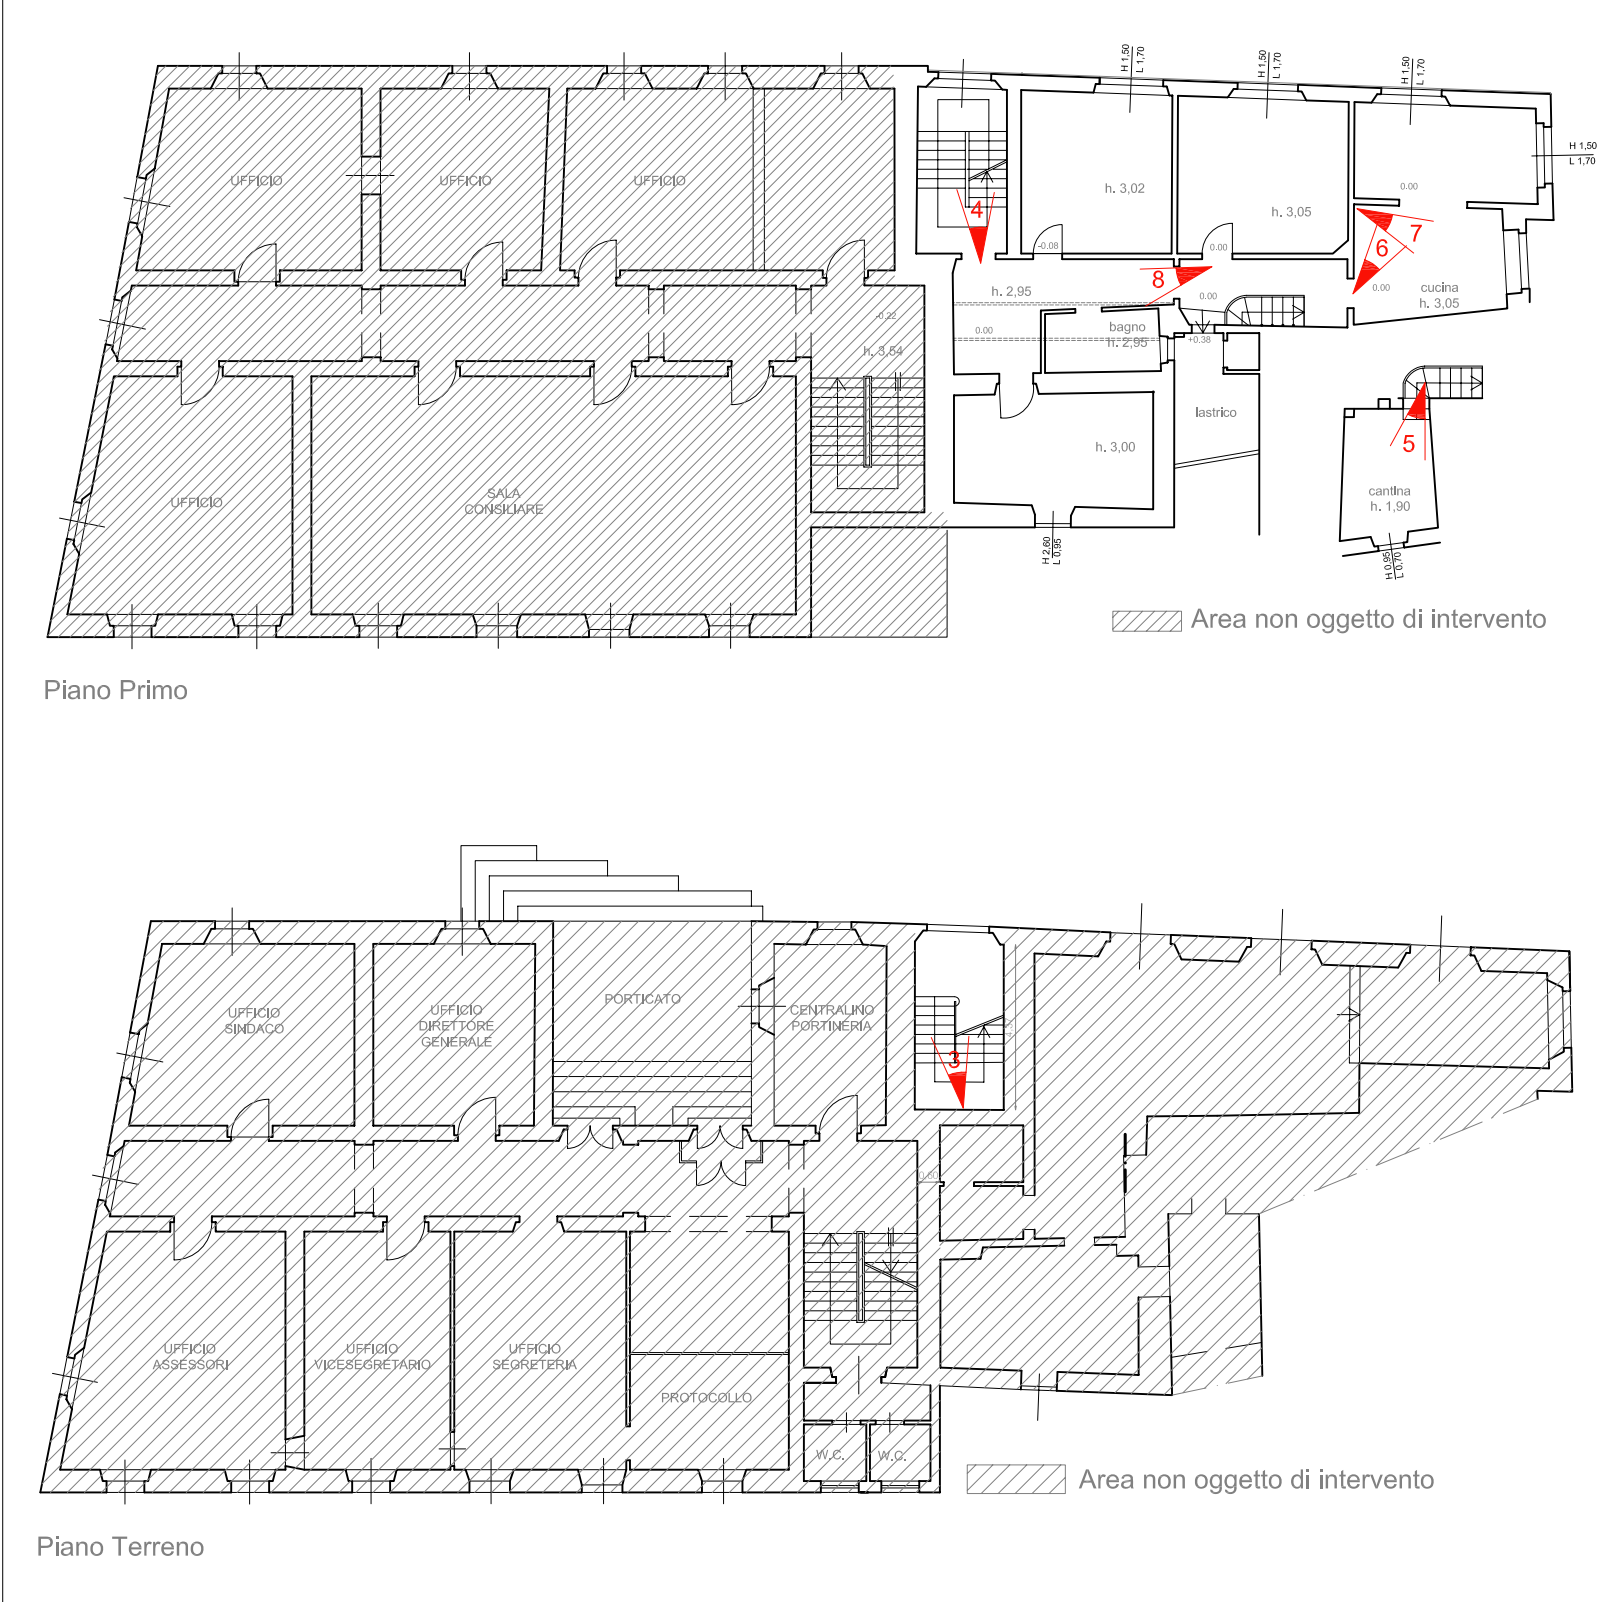 H 1,50
L 1,70
H 1,50
L 1,70
H 1,50
L 1,70
H 1,50
L 1,70
UFFICIO
UFFICIO
UFFICIO
4
h. 3,02
h. 3,05
0.00
-0.08
0.00
7
6
8
h. 2,95
0.00
0.00
cucina
h. 3,05
-0.22
h. 3,54
0.00
bagno
h. 2,95
+0.38
lastrico
h. 3,00
5
UFFICIO
SALA
CONSILIARE
cantina
h. 1,90
H 2,60
L 0,95
H 0,95
L 0,70
Area non oggetto di intervento
Piano Primo
UFFICIO
SINDACO
UFFICIO
DIRETTORE
GENERALE
PORTICATO
CENTRALINO
PORTINERIA
3
UFFICIO
ASSESSORI
UFFICIO
VICESEGRETARIO
UFFICIO
SEGRETERIA
PROTOCOLLO
W.C.
W.C.
Area non oggetto di intervento
Piano Terreno